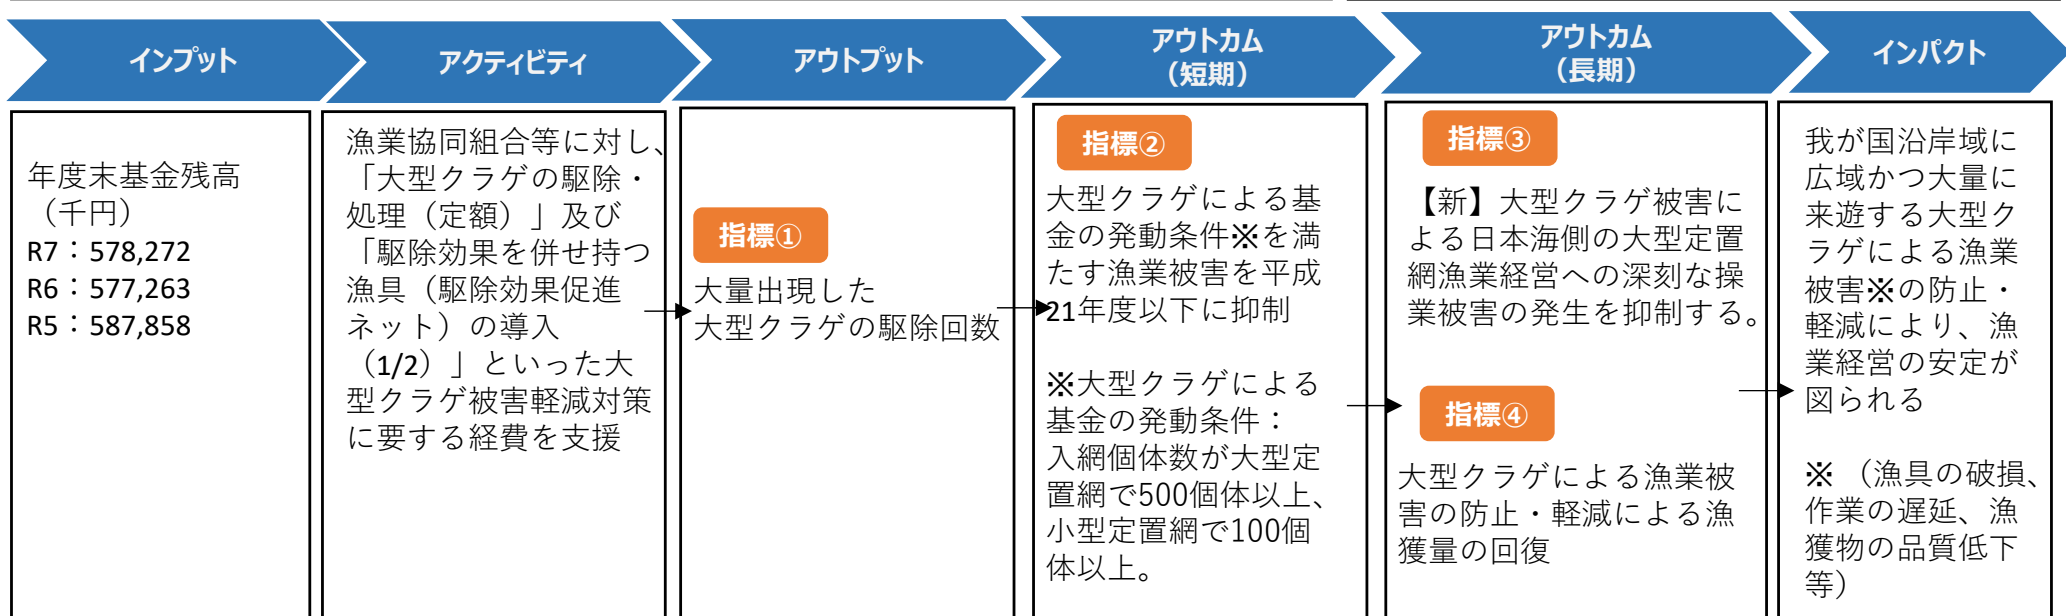 インプット
アクティビティ
アウトプット
アウトカム
（短期）
アウトカム
（長期）
インパクト
年度末基金残高
（千円）
R7：578,272
R6：577,263
R5：587,858
漁業協同組合等に対し、
「大型クラゲの駆除・
処理（定額）」及び
「駆除効果を併せ持つ
漁具（駆除効果促進
ネット）の導入
（1/2）」といった大
型クラゲ被害軽減対策
に要する経費を支援
指標①
大量出現した
大型クラゲの駆除回数
指標②
大型クラゲによる基
金の発動条件※を満
たす漁業被害を平成
21年度以下に抑制
※大型クラゲによる
基金の発動条件：
入網個体数が大型定
置網で500個体以上、
小型定置網で100個
体以上。
指標③
【新】大型クラゲ被害に
よる日本海側の大型定置
網漁業経営への深刻な操
業被害の発生を抑制する。
指標④
大型クラゲによる漁業被
害の防止・軽減による漁
獲量の回復
我が国沿岸域に
広域かつ大量に
来遊する大型ク
ラゲによる漁業
被害※の防止・
軽減により、漁
業経営の安定が
図られる
※（漁具の破損、
作業の遅延、漁
獲物の品質低下
等）